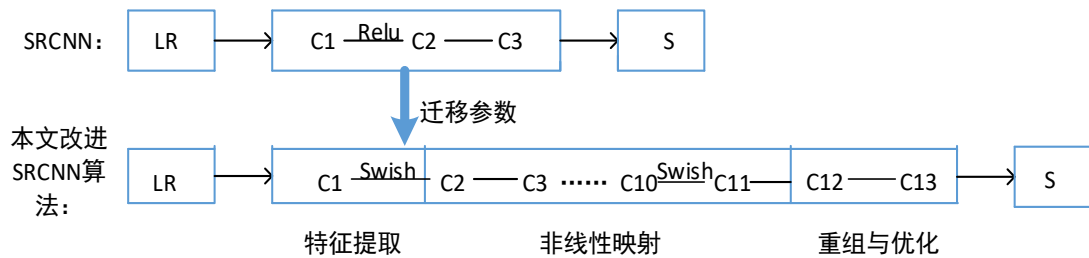 SRCNN: LR C1 Relu C2 C3 S
迁移参数
本文改进
SRCNN算
法:
LR C1 Swish C2 C3 …… C10 Swish C11 C12 C13 S
特征提取 非线性映射 重组与优化